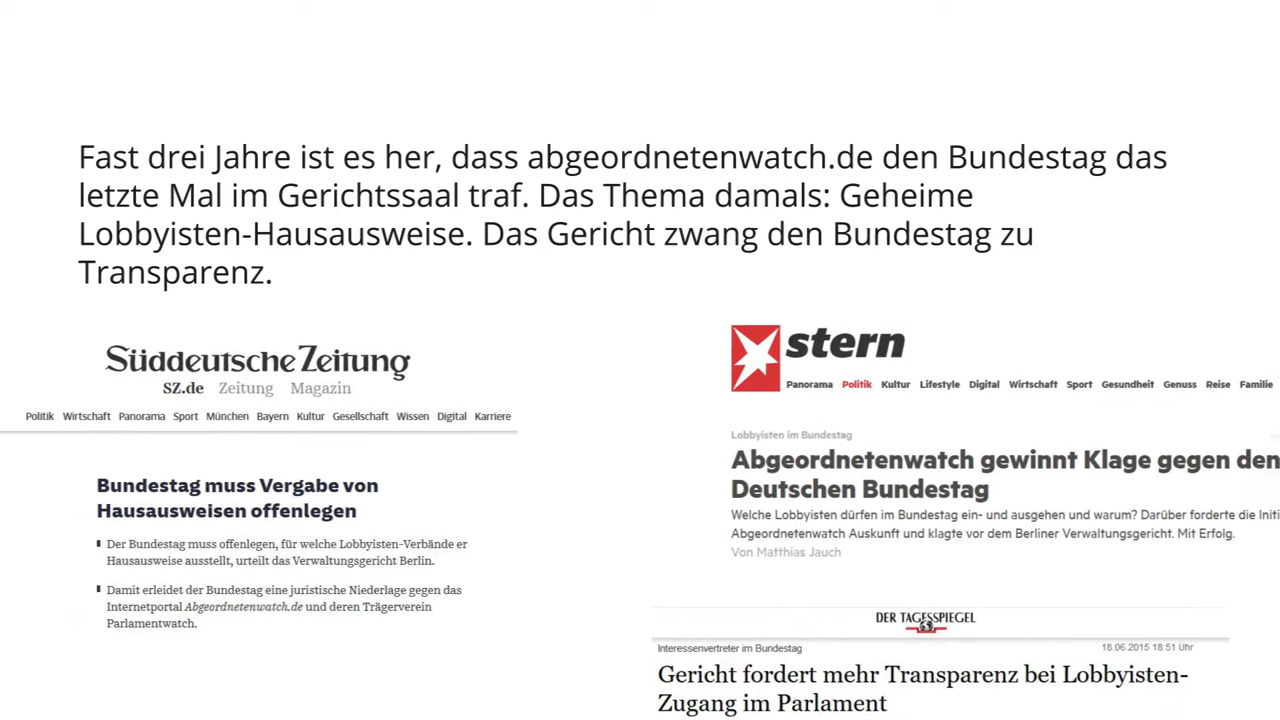 Fast drei Jahre ist es her, dass abgeordnetenwatch.de den Bundestag das
letzte Mal im Gerichtssaal traf. Das Thema damals: Geheime
Lobbyisten-Hausausweise. Das Gericht zwang den Bundestag zu
Transparenz.
Süddeutsche Zeitung
SZ.de Zeitung Magazin
Politik Wirtschaft Panorama Sport München Bayern Kultur Gesellschaft Wissen Digital Karriere
Bundestag muss Vergabe von
Hausausweisen offenlegen
Der Bundestag muss offenlegen, für welche Lobbyisten-Verbände er
Hausausweise ausstellt, urteilt das Verwaltungsgericht Berlin.
Damit erleidet der Bundestag eine juristische Niederlage gegen das
Internetportal Abgeordnetenwatch.de und deren Trägerverein
Parlamentwatch.
stern
Panorama Politik Kultur Lifestyle Digital Wirtschaft Sport Gesundheit Genuss Reise Familie
Lobbyisten im Bundestag
Abgeordnetenwatch gewinnt Klage gegen den
Deutschen Bundestag
Welche Lobbyisten dürfen im Bundestag ein- und ausgehen und warum? Darüber forderte die Initi
Abgeordnetenwatch Auskunft und klagte vor dem Berliner Verwaltungsgericht. Mit Erfolg.
Von Matthias Jauch
DER TAGESSPIEGEL
Interessenvertreter im Bundestag 18.06.2015 18:51 Uhr
Gericht fordert mehr Transparenz bei Lobbyisten-
Zugang im Parlament